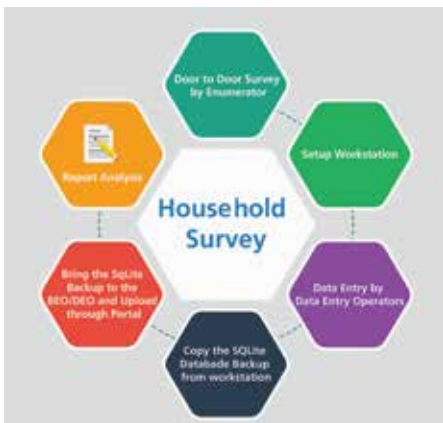 Door to Door Survey
by Enumerator
Setup Workstation
Data Entry by
Data Entry Operators
Copy the SQLite
Databade Backup
from workstation
Bring the SqLite
Backup to the
BEO/DEO and Upload
through Portal
Report Analysis
Household
Survey